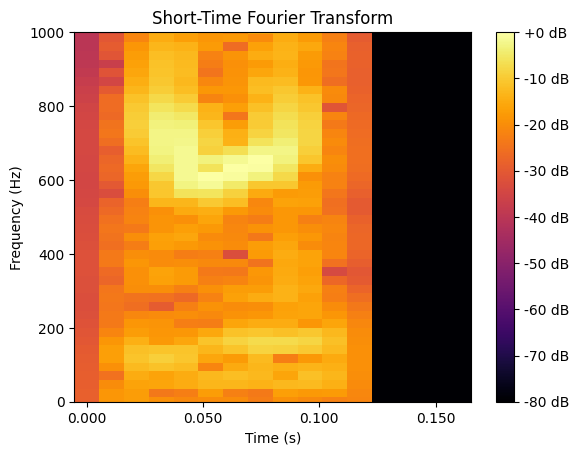 Short-Time Fourier Transform
Frequency (Hz)
1000
800
600
400
200
0
0.000
0.050
0.100
0.150
Time (s)
+0 dB
-10 dB
-20 dB
-30 dB
-40 dB
-50 dB
-60 dB
-70 dB
-80 dB